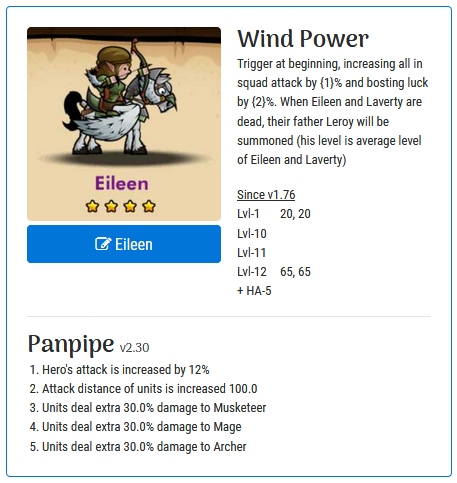 Eileen
Eileen
Wind Power
Trigger at beginning, increasing all in
squad attack by {1}% and bosting luck
by {2}%. When Eileen and Laverty are
dead, their father Leroy will be
summoned (his level is average level
of Eileen and Laverty)
Since v1.76
Lvl-1 20, 20
Lvl-10
Lvl-11
Lvl-12 65, 65
+ HA-5
Panpipe v2.30
1. Hero's attack is increased by 12%
2. Attack distance of units is increased 100.0
3. Units deal extra 30.0% damage to Musketeer
4. Units deal extra 30.0% damage to Mage
5. Units deal extra 30.0% damage to Archer